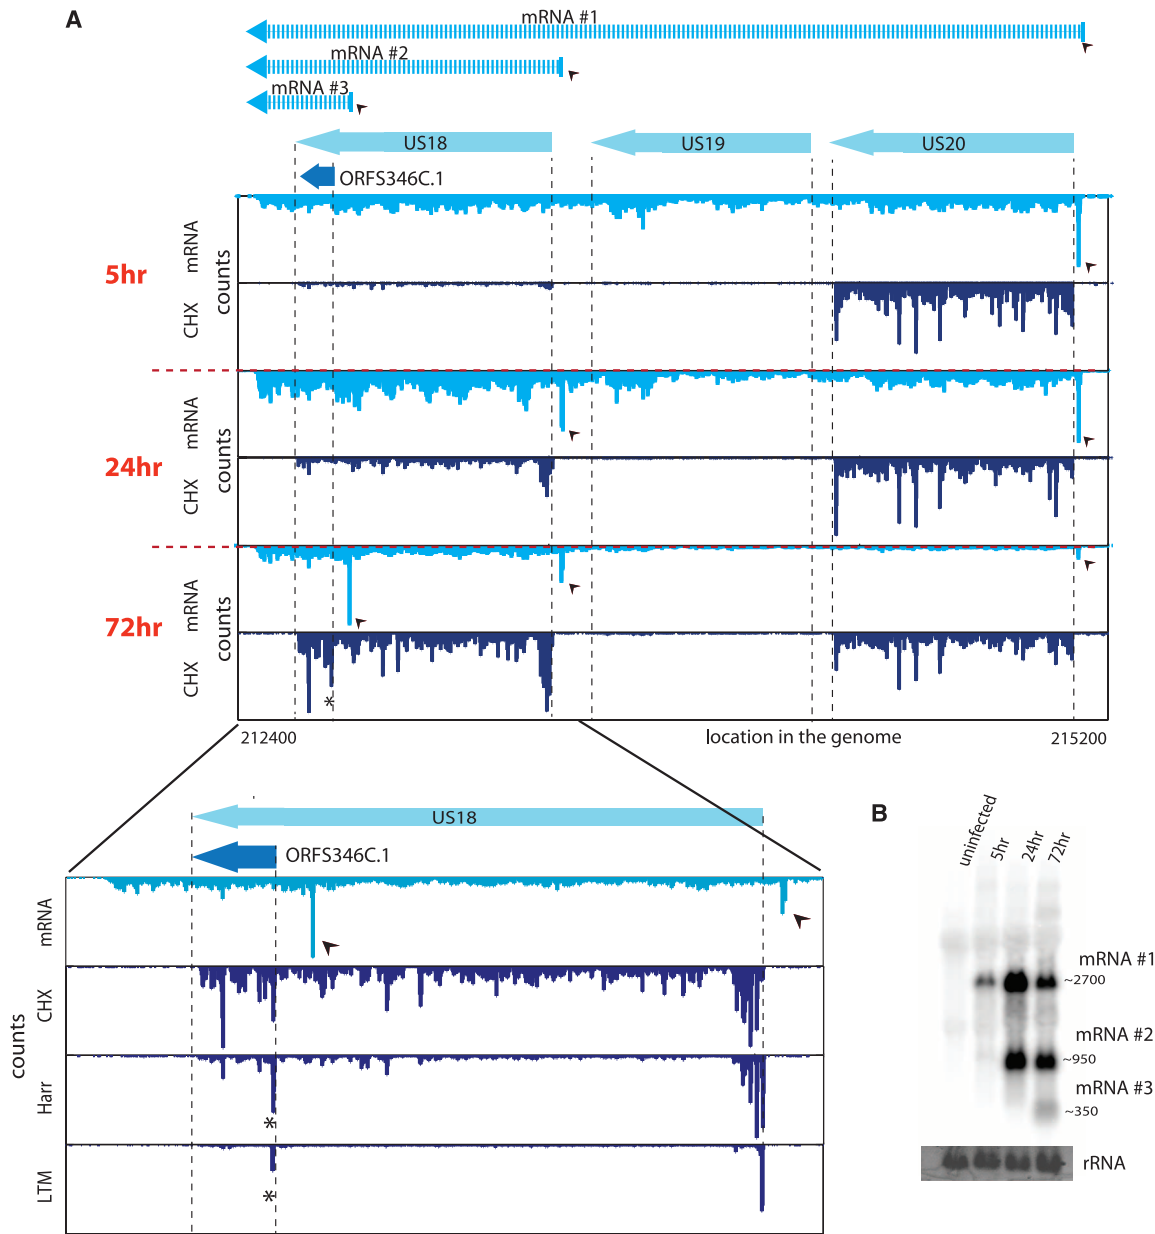 A
mRNA #1
mRNA #2
mRNA #3
US18 US19 US20
ORFS346C.1
5hr
mRNA
CHX
counts
24hr
mRNA
CHX
counts
72hr
mRNA
CHX
counts
*
212400 location in the genome 215200
US18
ORFS346C.1
mRNA
CHX
Harr
LTM
counts
*
*
B
uninfected 5hr 24hr 72hr
mRNA #1
~2700
mRNA #2
~950
mRNA #3
~350
rRNA